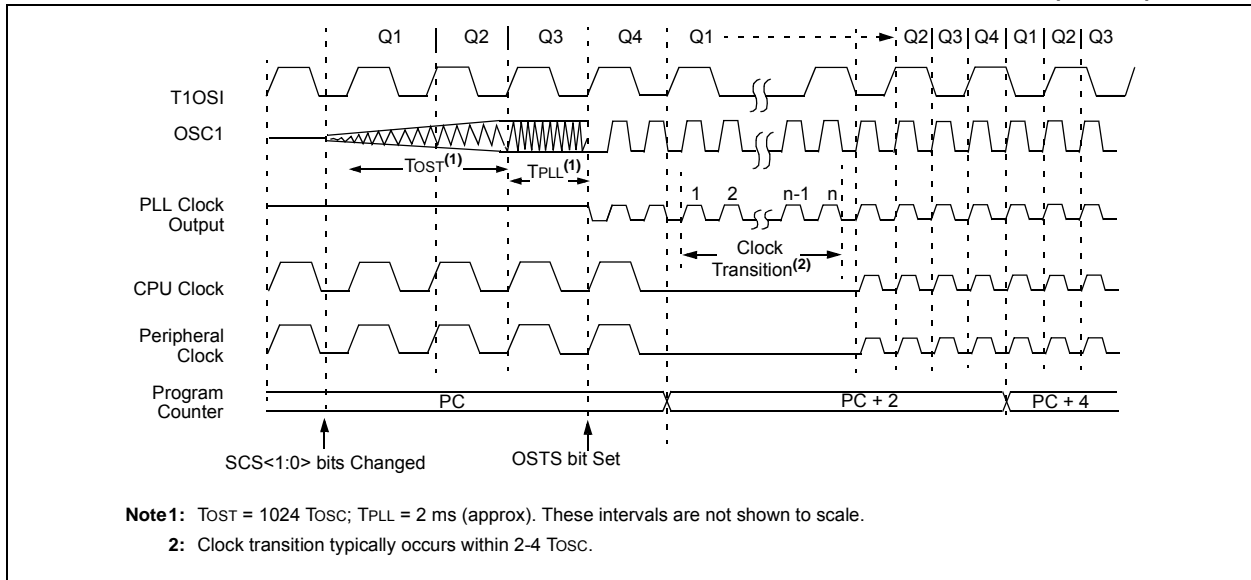 Q1 Q2 Q3 Q4 Q1 Q2 Q3 Q4 Q1 Q2 Q3
T1OSI
OSC1
TOST(1)
TPLL(1)
PLL Clock
Output
1 2 n-1 n
Clock
Transition(2)
CPU Clock
Peripheral
Clock
Program
Counter
PC PC + 2 PC + 4
SCS<1:0> bits Changed
OSTS bit Set
Note1: TOST = 1024 TOSC; TPLL = 2 ms (approx). These intervals are not shown to scale.
2: Clock transition typically occurs within 2-4 TOSC.